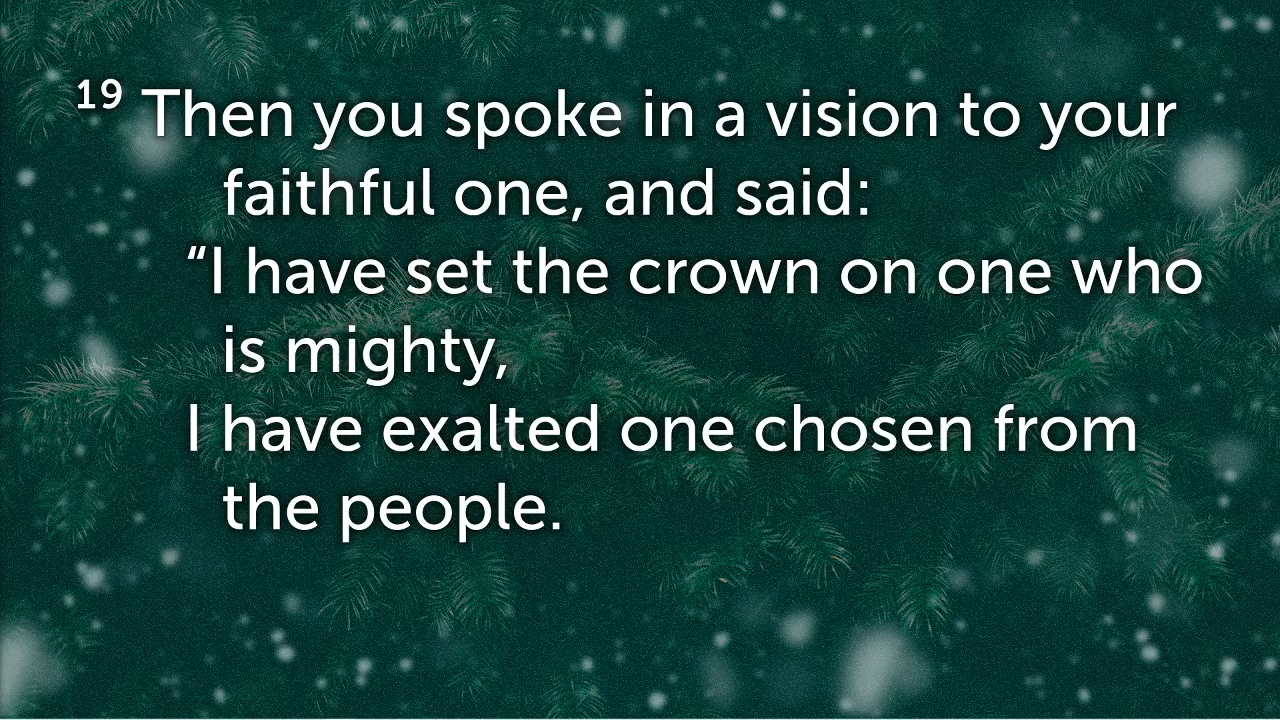 19 Then you spoke in a vision to your
faithful one, and said:
“I have set the crown on one who
is mighty,
I have exalted one chosen from
the people.